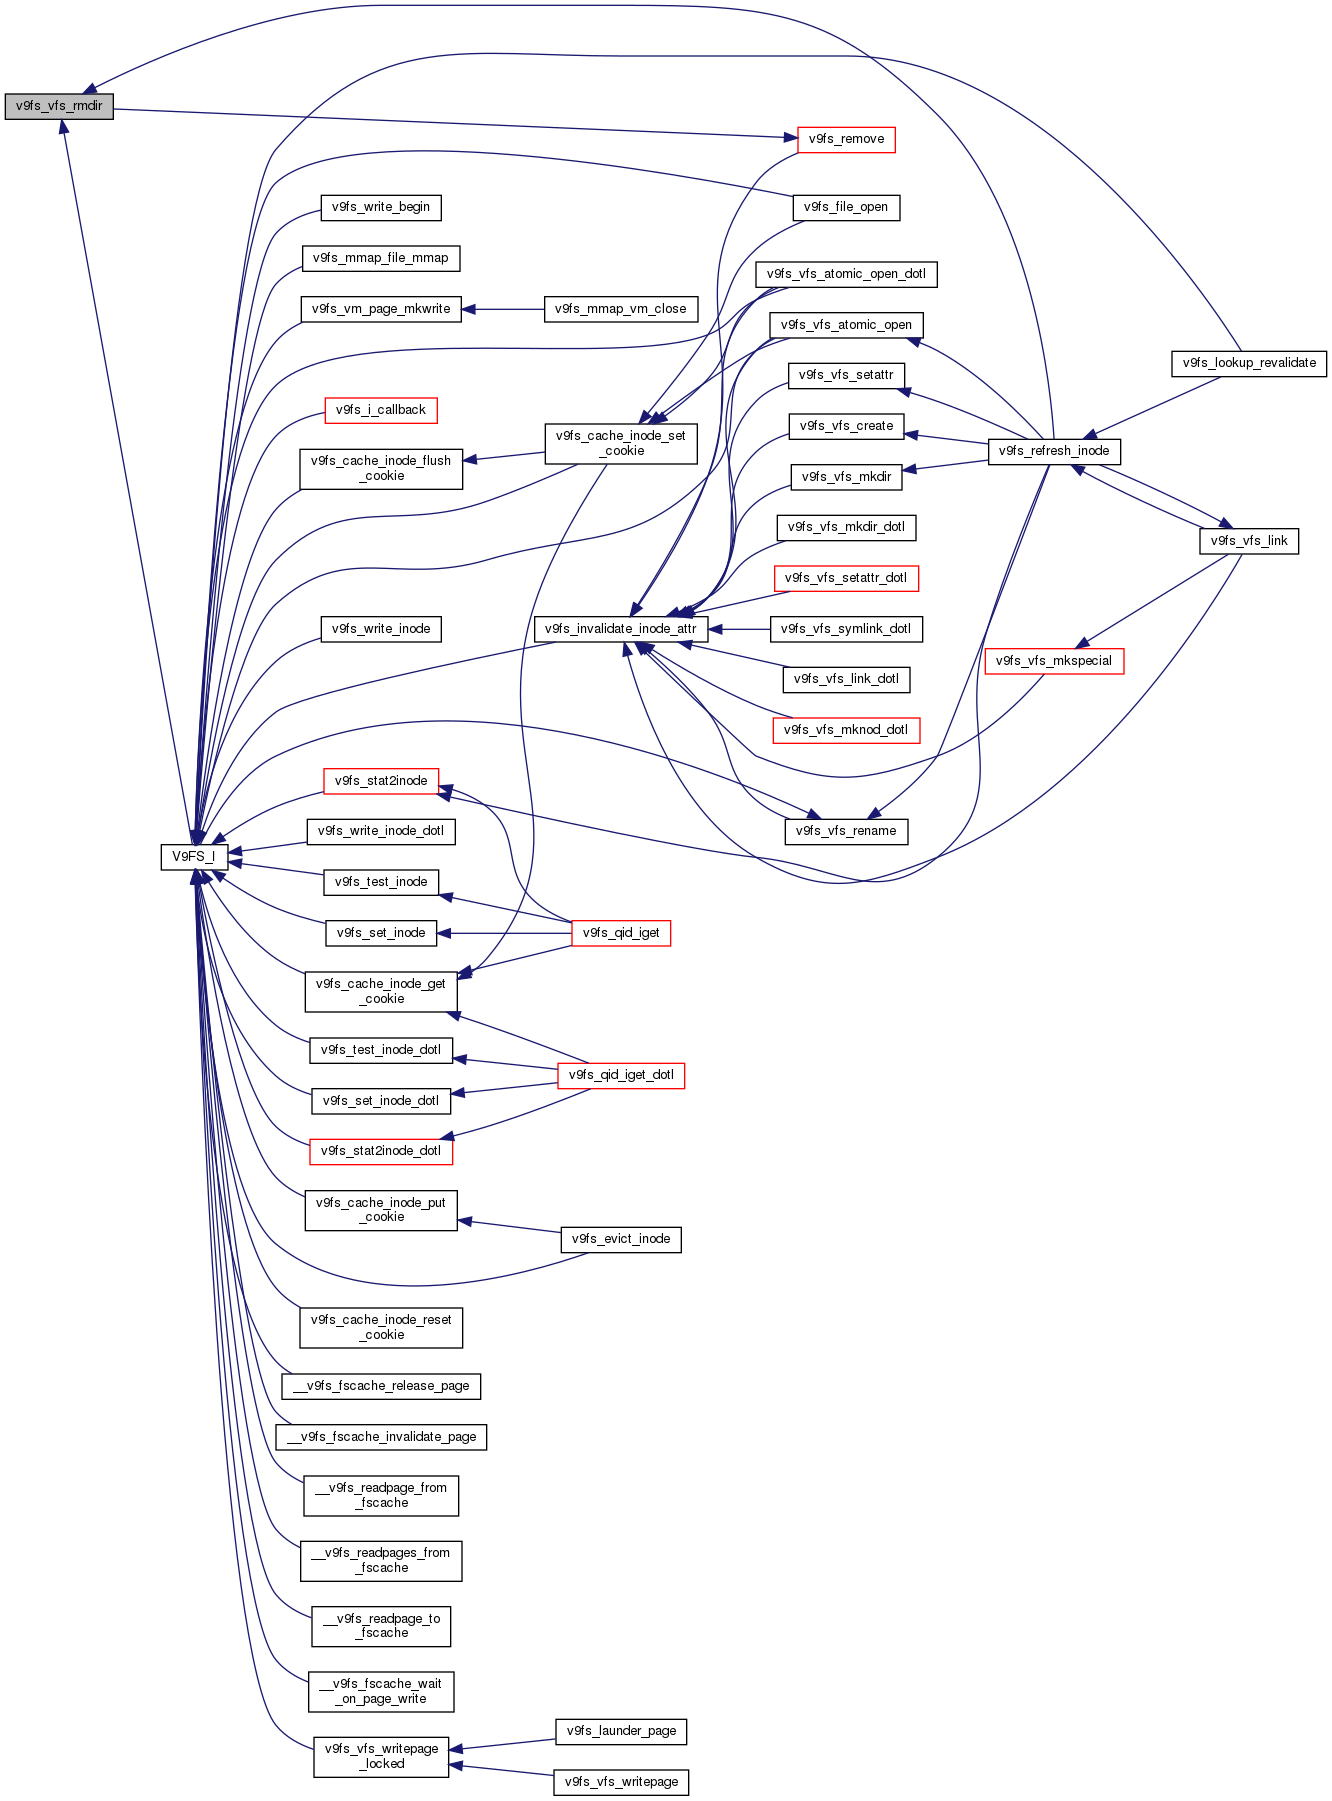 v9fs_vfs_rmdir
v9fs_remove
v9fs_write_begin
v9fs_file_open
v9fs_mmap_file_mmap
v9fs_vfs_atomic_open_dotl
v9fs_vm_page_mkwrite
v9fs_mmap_vm_close
v9fs_vfs_atomic_open
v9fs_lookup_revalidate
v9fs_vfs_setattr
v9fs_i_callback
v9fs_vfs_create
v9fs_cache_inode_set
_cookie
v9fs_refresh_inode
v9fs_cache_inode_flush
_cookie
v9fs_vfs_mkdir
v9fs_vfs_mkdir_dotl
v9fs_vfs_link
v9fs_vfs_setattr_dotl
v9fs_write_inode
v9fs_invalidate_inode_attr
v9fs_vfs_symlink_dotl
v9fs_vfs_mkspecial
v9fs_vfs_link_dotl
v9fs_vfs_mknod_dotl
v9fs_stat2inode
v9fs_write_inode_dotl
v9fs_vfs_rename
V9FS_I
v9fs_test_inode
v9fs_set_inode
v9fs_qid_iget
v9fs_cache_inode_get
_cookie
v9fs_test_inode_dotl
v9fs_qid_iget_dotl
v9fs_set_inode_dotl
v9fs_stat2inode_dotl
v9fs_cache_inode_put
_cookie
v9fs_evict_inode
v9fs_cache_inode_reset
_cookie
__v9fs_fscache_release_page
__v9fs_fscache_invalidate_page
__v9fs_readpage_from
_fscache
__v9fs_readpages_from
_fscache
__v9fs_readpage_to
_fscache
__v9fs_fscache_wait
_on_page_write
v9fs_vfs_writepage
_locked
v9fs_launder_page
v9fs_vfs_writepage